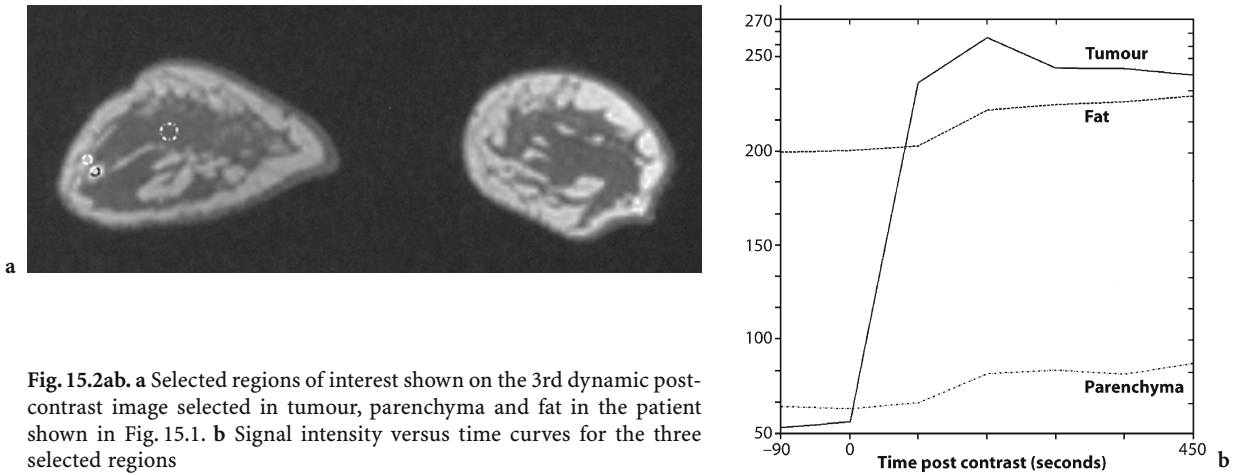 a
Fig. 15.2ab. a Selected regions of interest shown on the 3rd dynamic post-
contrast image selected in tumour, parenchyma and fat in the patient
shown in Fig. 15.1. b Signal intensity versus time curves for the three
selected regions
270
250
200
150
100
50
Tumour
Fat
Parenchyma
–90
0
450
Time post contrast (seconds)
b